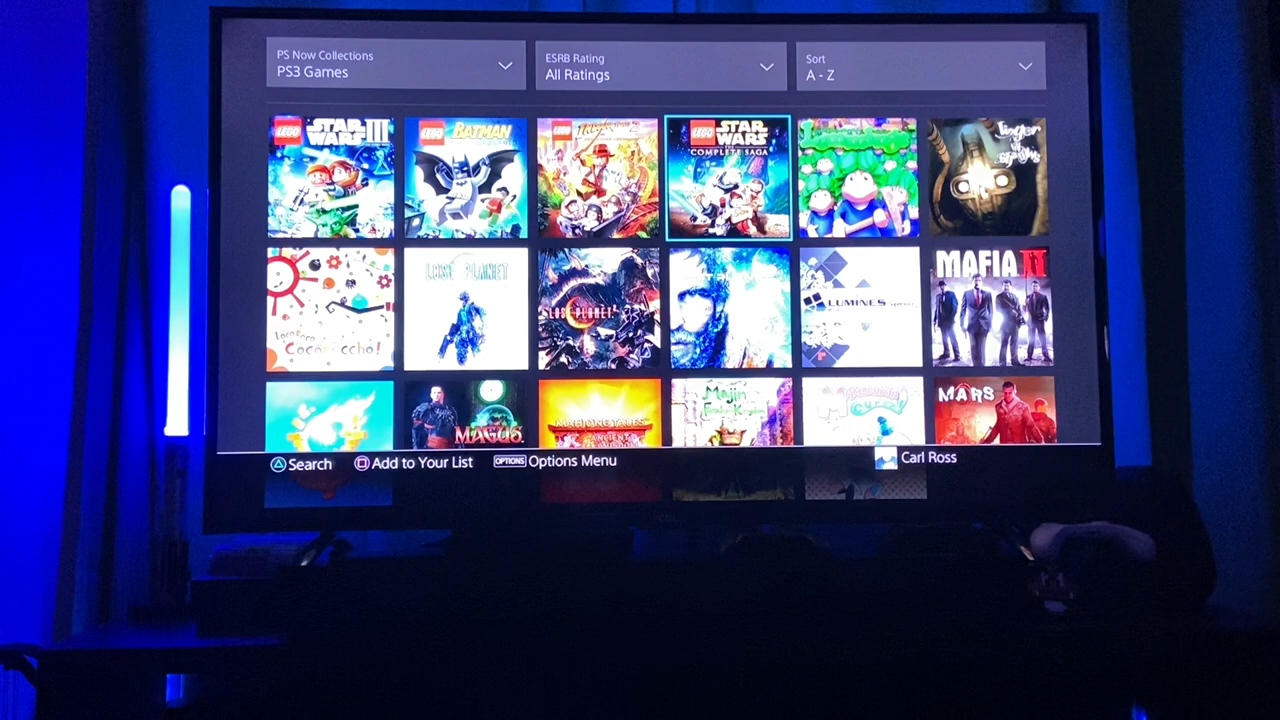 PS Now Collections
PS3 Games
ESRB Rating
All Ratings
Sort
A - Z
LEGO STAR WARS III
LEGO BATMAN
LEGO
LEGO STAR WARS
THE COMPLETE SAGA
LocoRoco
Cocoreccho!
LOST PLANET
LOST PLANET
LUMINES
MAFIA II
MAGUS
MAHJONG TALES
ANCIENT WISDOM
Majin
Forsaken Kingdom
MARS
Search
Add to Your List
OPTIONS Options Menu
Carl Ross